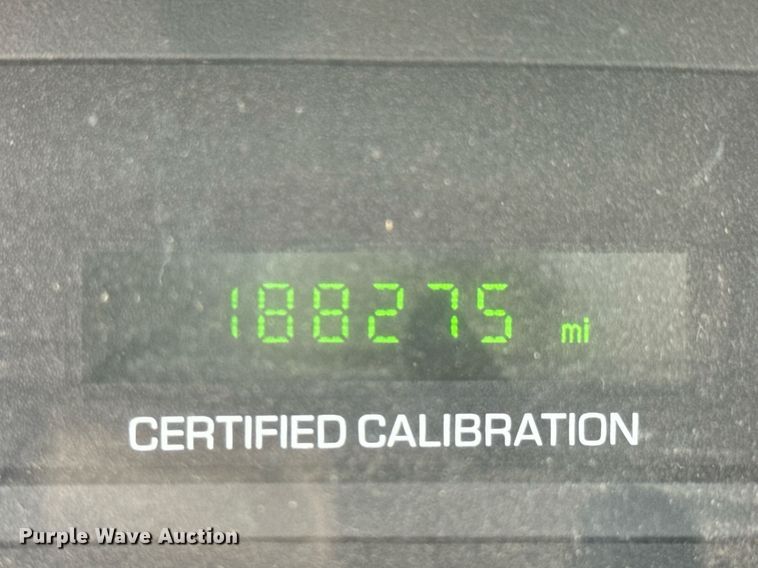 188275 mi
CERTIFIED CALIBRATION
Purple Wave Auction